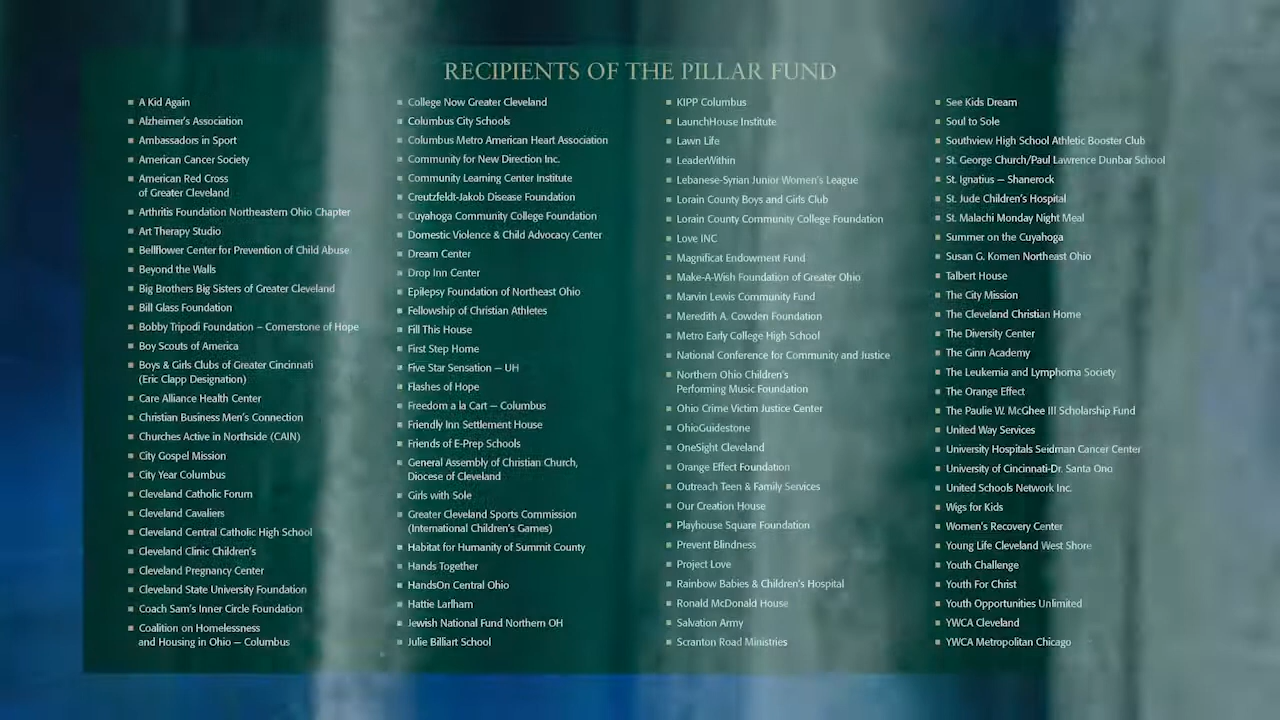 RECIPIENTS OF THE PILLAR FUND
A Kid Again
Alzheimer's Association
Ambassadors in Sport
American Cancer Society
American Red Cross
of Greater Cleveland
Arthritis Foundation Northeastern Ohio Chapter
Art Therapy Studio
Bellflower Center for Prevention of Child Abuse
Beyond the Walls
Big Brothers Big Sisters of Greater Cleveland
Bill Glass Foundation
Bobby Tripodi Foundation – Cornerstone of Hope
Boy Scouts of America
Boys & Girls Clubs of Greater Cincinnati
(Eric Clapp Designation)
Care Alliance Health Center
Christian Business Men's Connection
Churches Active in Northside (CAIN)
City Gospel Mission
City Year Columbus
Cleveland Catholic Forum
Cleveland Cavaliers
Cleveland Central Catholic High School
Cleveland Clinic Children's
Cleveland Pregnancy Center
Cleveland State University Foundation
Coach Sam's Inner Circle Foundation
Coalition on Homelessness
and Housing in Ohio – Columbus
College Now Greater Cleveland
Columbus City Schools
Columbus Metro American Heart Association
Community for New Direction Inc.
Community Learning Center Institute
Creutzfeldt-Jakob Disease Foundation
Cuyahoga Community College Foundation
Domestic Violence & Child Advocacy Center
Dream Center
Drop Inn Center
Epilepsy Foundation of Northeast Ohio
Fellowship of Christian Athletes
Fill This House
First Step Home
Five Star Sensation – UH
Flashes of Hope
Freedom a la Cart – Columbus
Friendly Inn Settlement House
Friends of E-Prep Schools
General Assembly of Christian Church,
Diocese of Cleveland
Girls with Sole
Greater Cleveland Sports Commission
(International Children's Games)
Habitat for Humanity of Summit County
Hands Together
HandsOn Central Ohio
Hattie Larlham
Jewish National Fund Northern OH
Julie Billiart School
KIPP Columbus
LaunchHouse Institute
Lawn Life
LeaderWithin
Lebanese-Syrian Junior Women's League
Lorain County Boys and Girls Club
Lorain County Community College Foundation
Love INC
Magnificat Endowment Fund
Make-A-Wish Foundation of Greater Ohio
Marvin Lewis Community Fund
Meredith A. Cowden Foundation
Metro Early College High School
National Conference for Community and Justice
Northern Ohio Children's
Performing Music Foundation
Ohio Crime Victim Justice Center
OhioGuidestone
OneSight Cleveland
Orange Effect Foundation
Outreach Teen & Family Services
Our Creation House
Playhouse Square Foundation
Prevent Blindness
Project Love
Rainbow Babies & Children's Hospital
Ronald McDonald House
Salvation Army
Scranton Road Ministries
See Kids Dream
Soul to Sole
Southview High School Athletic Booster Club
St. George Church/Paul Lawrence Dunbar School
St. Ignatius – Shanerock
St. Jude Children's Hospital
St. Malachi Monday Night Meal
Summer on the Cuyahoga
Susan G. Komen Northeast Ohio
Talbert House
The City Mission
The Cleveland Christian Home
The Diversity Center
The Ginn Academy
The Leukemia and Lymphoma Society
The Orange Effect
The Paulie W. McGhee III Scholarship Fund
United Way Services
University Hospitals Seidman Cancer Center
University of Cincinnati-Dr. Santa Ono
United Schools Network Inc.
Wigs for Kids
Women's Recovery Center
Young Life Cleveland West Shore
Youth Challenge
Youth For Christ
Youth Opportunities Unlimited
YWCA Cleveland
YWCA Metropolitan Chicago